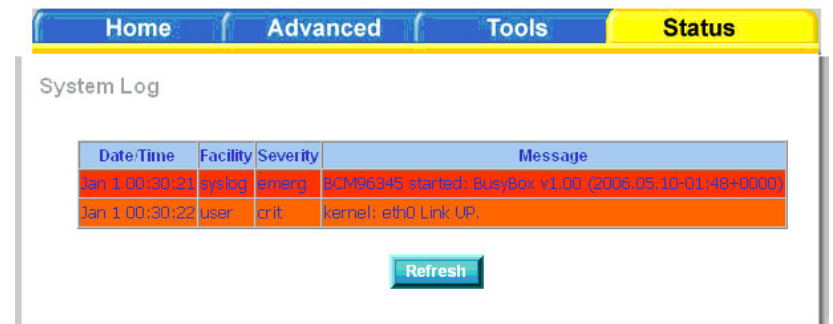 Home Advanced Tools Status
System Log
Date/Time Facility Severity Message
Jan 1 00:30:21 syslog emerg BCM96345 started: BusyBox v1.00 (2006.05.10-01:48+0000)
Jan 1 00:30:22 user crit kernel: eth0 Link UP.
Refresh